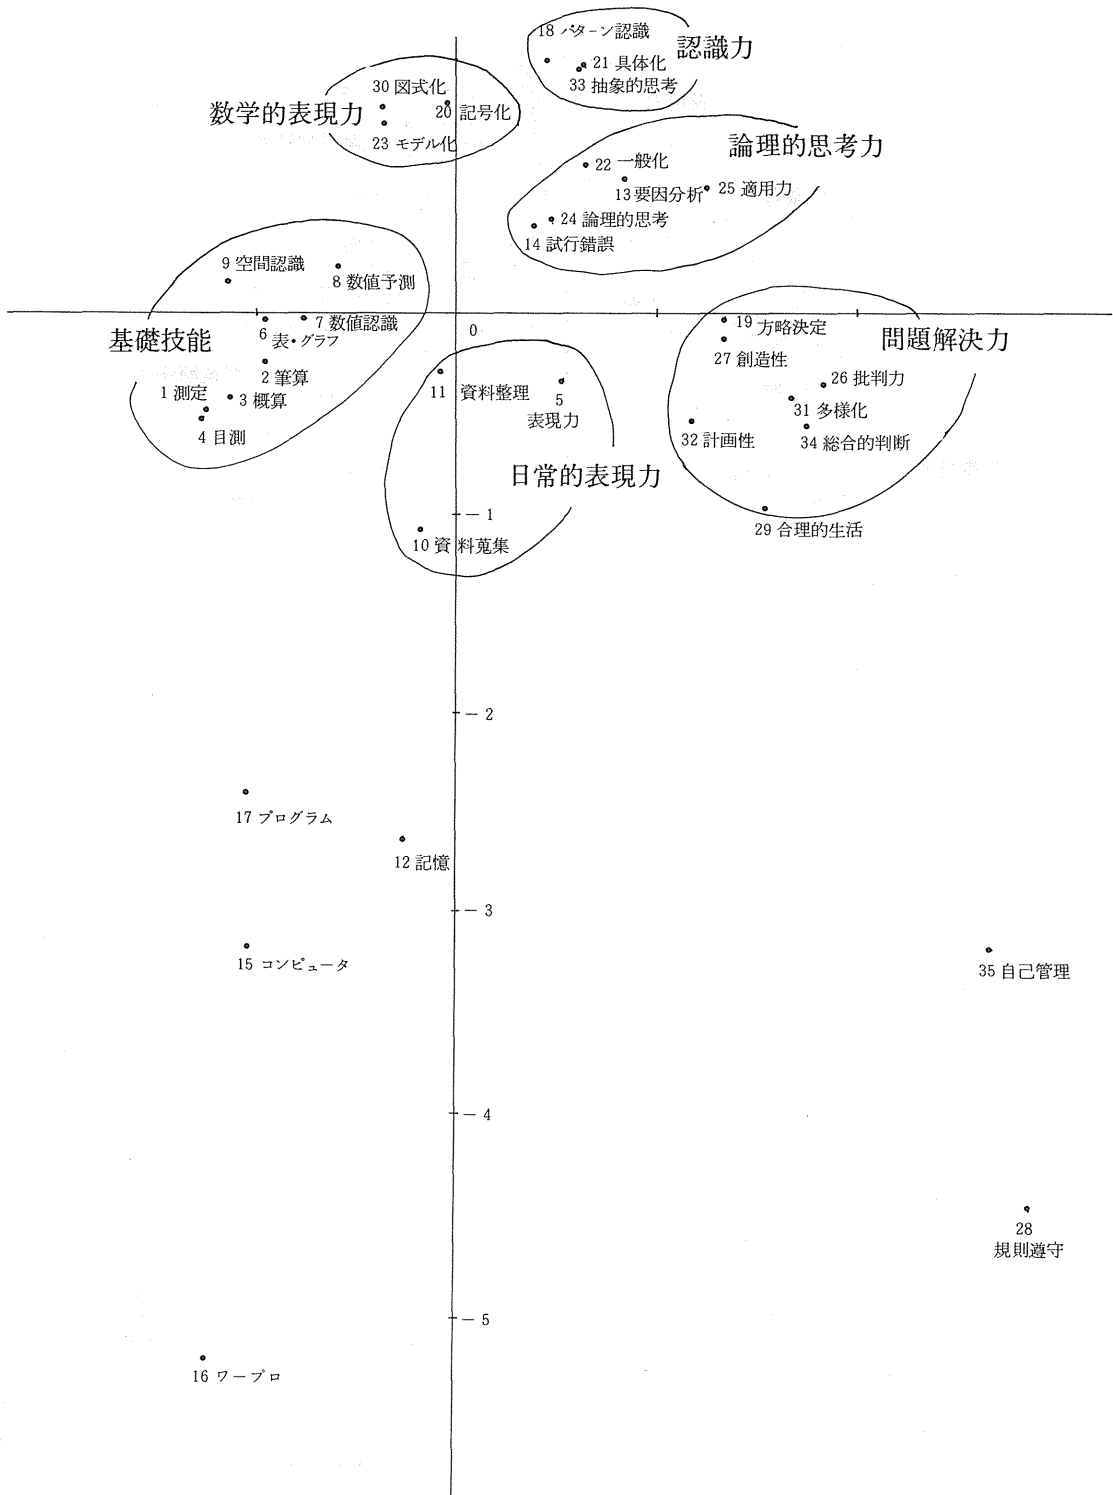 18 パターン認識
認識力
21 具体化
33 抽象的思考
30 図式化
数学的表現力
20 記号化
23 モデル化
論理的思考力
22 一般化
13 要因分析
25 適用力
24 論理的思考
14 試行錯誤
9 空間認識
8 数値予測
基礎技能
7 数値認識
6 表・グラフ
2 筆算
1 測定
3 概算
4 目測
0
19 方略決定
問題解決力
27 創造性
26 批判力
31 多様化
32 計画性
34 総合的判断
29 合理的生活
11 資料整理
5
表現力
日常的表現力
−1
10 資料蒐集
−2
17 プログラム
12 記憶
−3
15 コンピュータ
35 自己管理
−4
28
規則遵守
−5
16 ワープロ